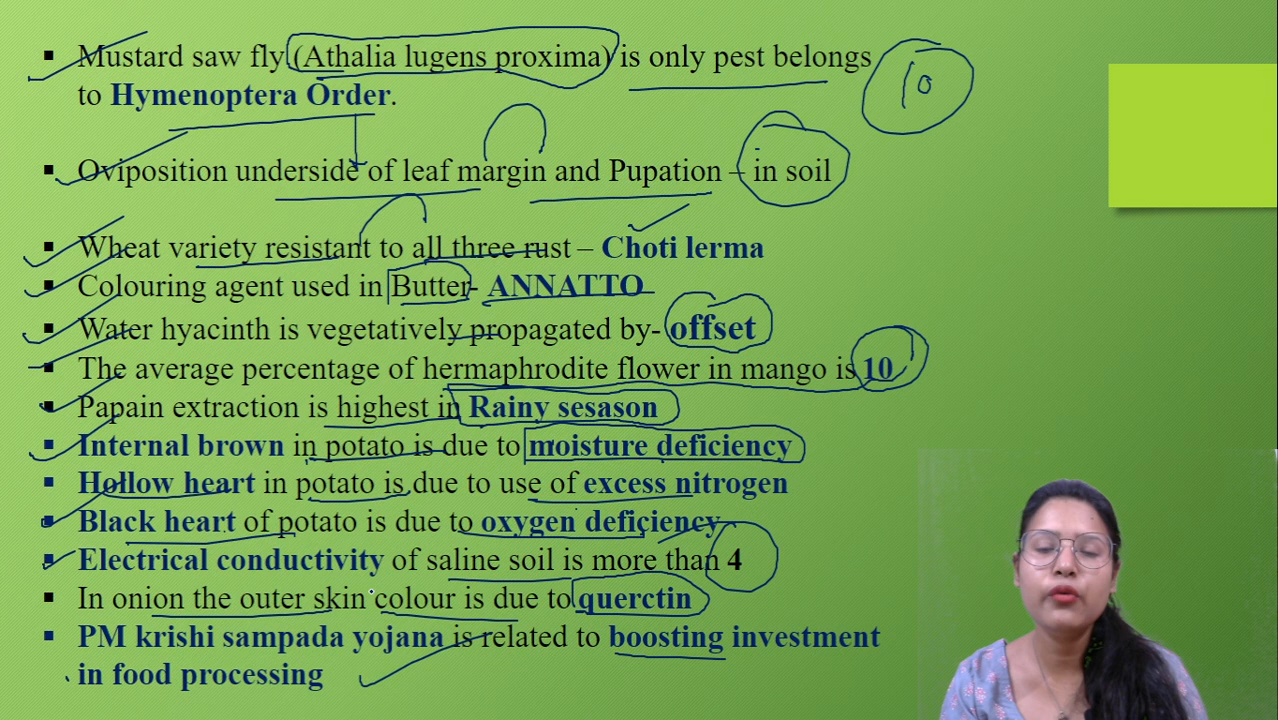 ▪ Mustard saw fly (Athalia lugens proxima) is only pest belongs
to Hymenoptera Order.
10
▪ Oviposition underside of leaf margin and Pupation – in soil
▪ Wheat variety resistant to all three rust – Choti lerma
▪ Colouring agent used in Butter- ANNATTO
▪ Water hyacinth is vegetatively propagated by- offset
▪ The average percentage of hermaphrodite flower in mango is 10
▪ Papain extraction is highest in Rainy sesason
▪ Internal brown in potato is due to moisture deficiency
▪ Hollow heart in potato is due to use of excess nitrogen
▪ Black heart of potato is due to oxygen deficiency
▪ Electrical conductivity of saline soil is more than 4
▪ In onion the outer skin colour is due to querctin
▪ PM krishi sampada yojana is related to boosting investment
in food processing